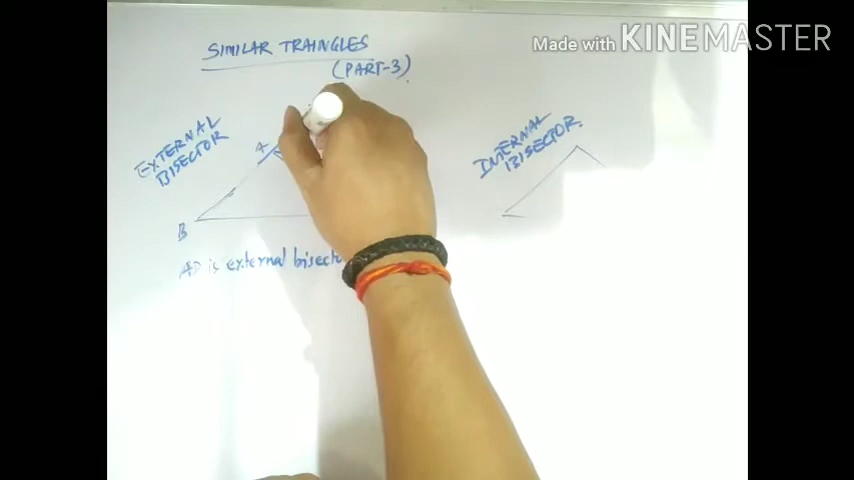 SIMILAR TRAINGLES
(PART-3)
Made with KINEMASTER
EXTERNAL
BISECTOR
A
B
AD is external bisecto
INTERNAL
BISECTOR.